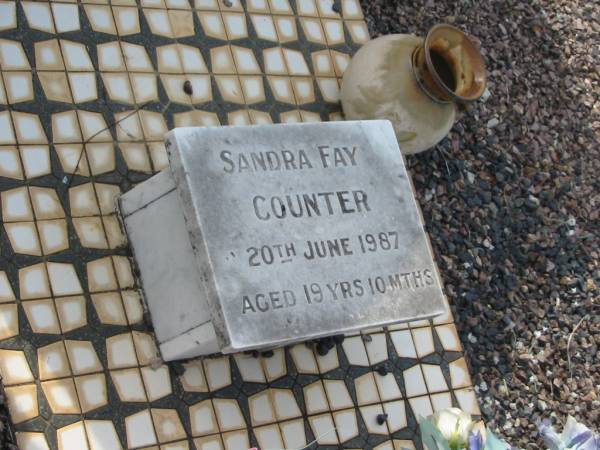 SANDRA FAY
COUNTER
20TH JUNE 1987
AGED 19 YRS 10 MTHS